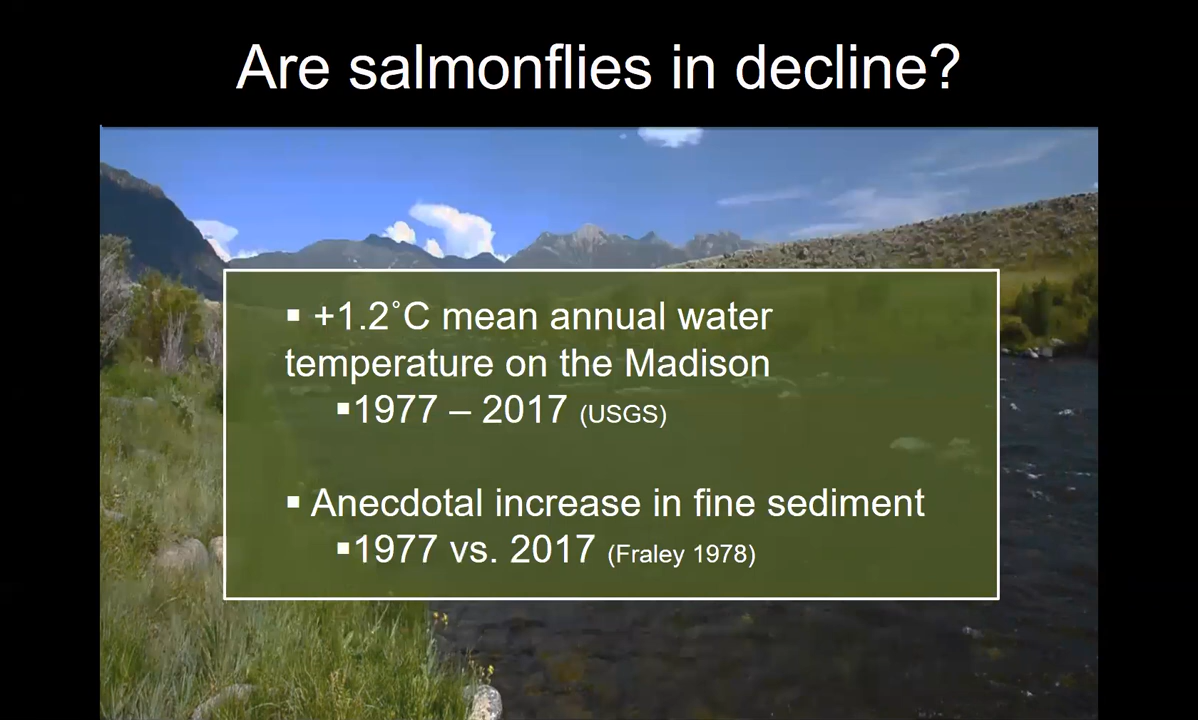 Are salmonflies in decline?
▪ +1.2˚C mean annual water
temperature on the Madison
▪1977 – 2017 (USGS)
▪ Anecdotal increase in fine sediment
▪1977 vs. 2017 (Fraley 1978)